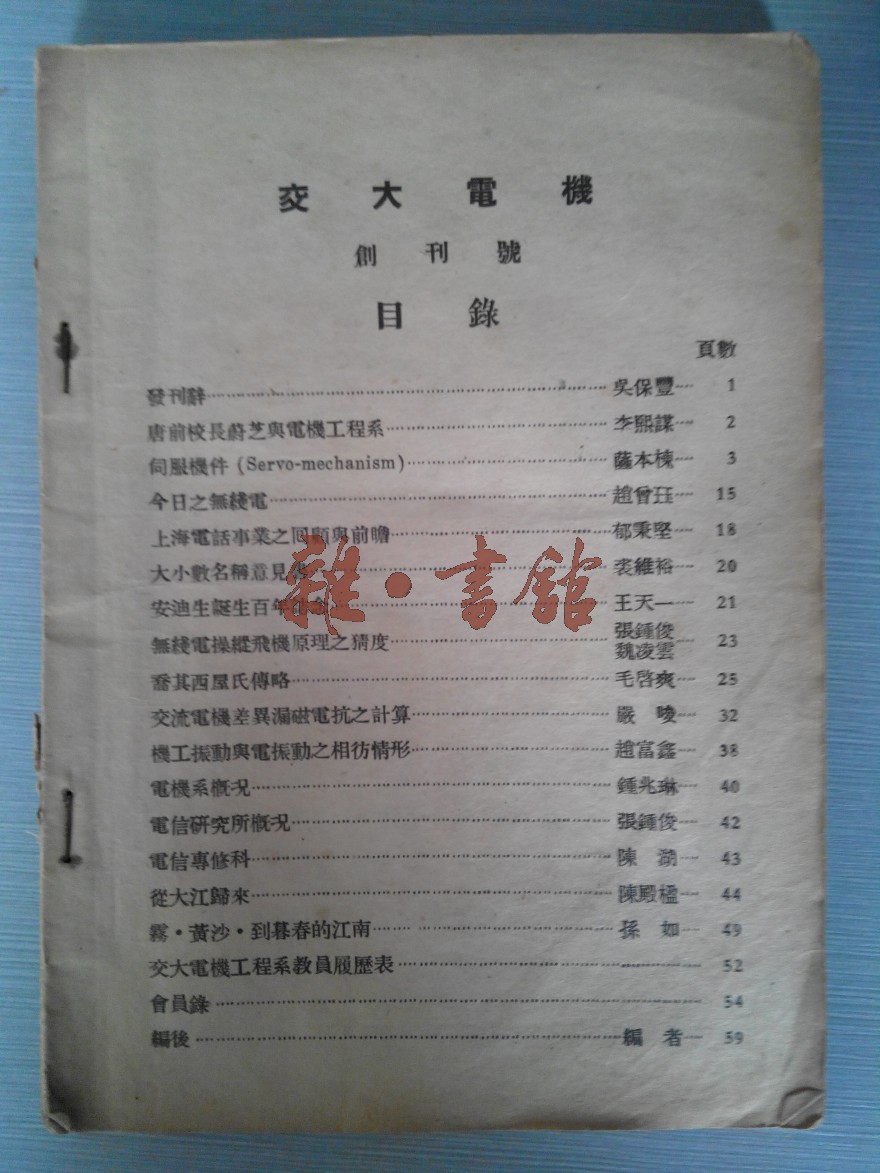 交大電機
創刊號
目錄
頁數
發刊辭 吳保豐 1
唐前校長蔚芝與電機工程系 李熙謀 2
伺服機件 (Servo-mechanism) 薩本棟 3
今日之無綫電 趙曾珏 15
上海電話事業之回顧與前瞻 郁秉堅 18
大小數名稱意見 裘維裕 20
安迪生誕生百年 王天一 21
無綫電操縱飛機原理之猜度 張鍾俊 魏凌雲 23
喬其西屋氏傳略 毛啓爽 25
交流電機差異漏磁電抗之計算 嚴晙 32
機工振動與電振動之相彷情形 趙富鑫 38
電機系概况 鍾兆琳 40
電信研究所概况 張鍾俊 42
電信專修科 陳湖 43
從大江歸來 陳殿楹 44
霧·黃沙·到暮春的江南 孫如 49
交大電機工程系教員履歷表 52
會員錄 54
編後 編者 59
雜·書館